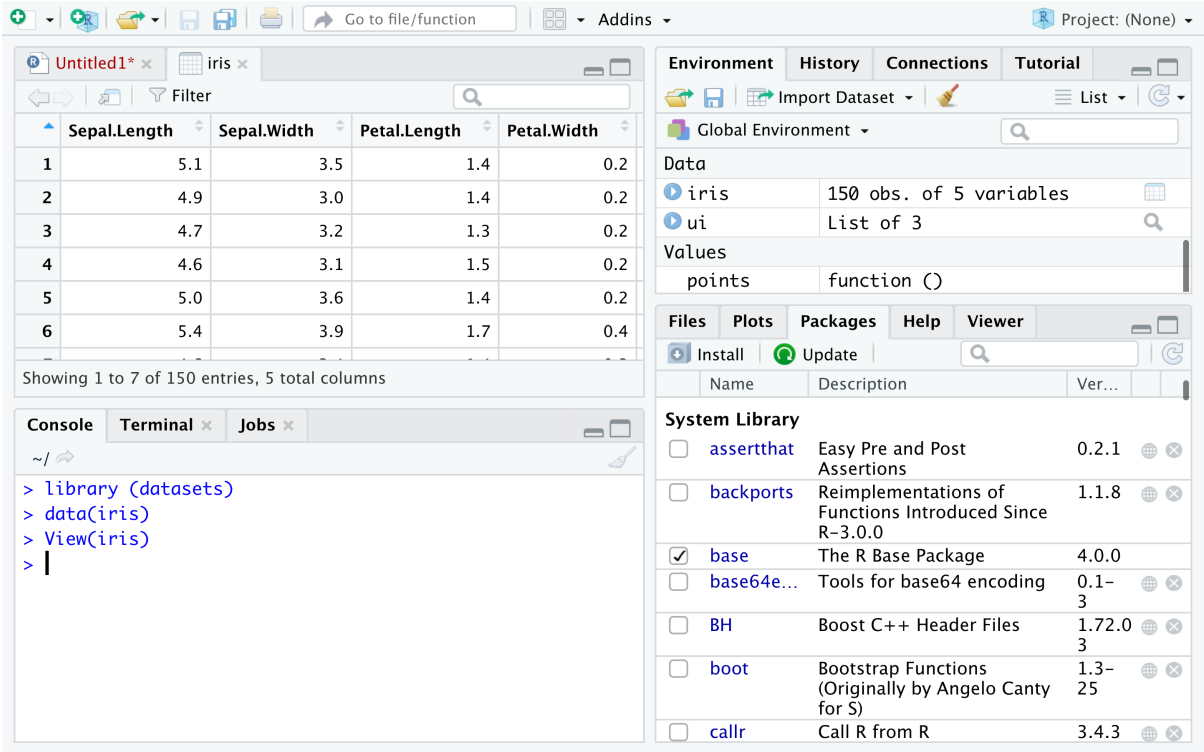 Go to file/function
Addins
Project: (None)
Untitled1*
iris
Filter
Sepal.Length Sepal.Width Petal.Length Petal.Width
1 5.1 3.5 1.4 0.2
2 4.9 3.0 1.4 0.2
3 4.7 3.2 1.3 0.2
4 4.6 3.1 1.5 0.2
5 5.0 3.6 1.4 0.2
6 5.4 3.9 1.7 0.4
Showing 1 to 7 of 150 entries, 5 total columns
Console Terminal Jobs
~/
> library (datasets)
> data(iris)
> View(iris)
>
Environment History Connections Tutorial
Import Dataset List
Global Environment
Data
iris 150 obs. of 5 variables
ui List of 3
Values
points function ()
Files Plots Packages Help Viewer
Install Update
Name Description Ver...
System Library
assertthat Easy Pre and Post 0.2.1
Assertions
backports Reimplementations of 1.1.8
Functions Introduced Since
R-3.0.0
base The R Base Package 4.0.0
base64e... Tools for base64 encoding 0.1-
3
BH Boost C++ Header Files 1.72.0
3
boot Bootstrap Functions 1.3-
(Originally by Angelo Canty 25
for S)
callr Call R from R 3.4.3